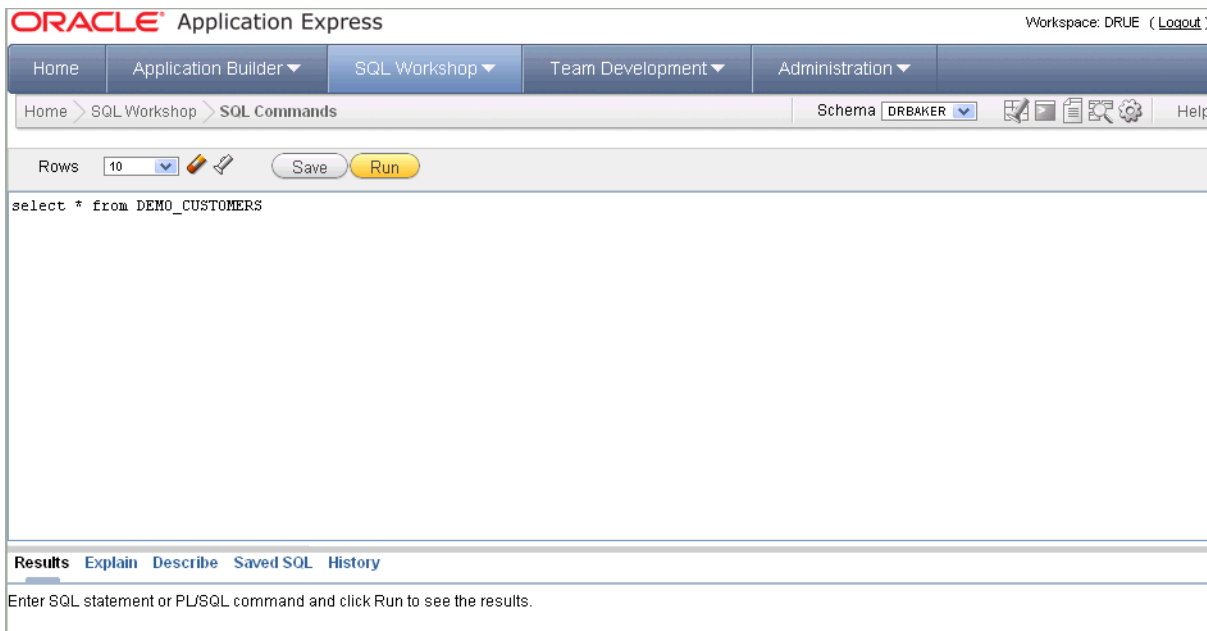 ORACLE® Application Express
Workspace: DRUE ( Logout )
Home Application Builder SQL Workshop Team Development Administration
Home SQL Workshop SQL Commands
Schema DRBAKER
Help
Rows 10 Save Run
select * from DEMO_CUSTOMERS
Results Explain Describe Saved SQL History
Enter SQL statement or PL/SQL command and click Run to see the results.